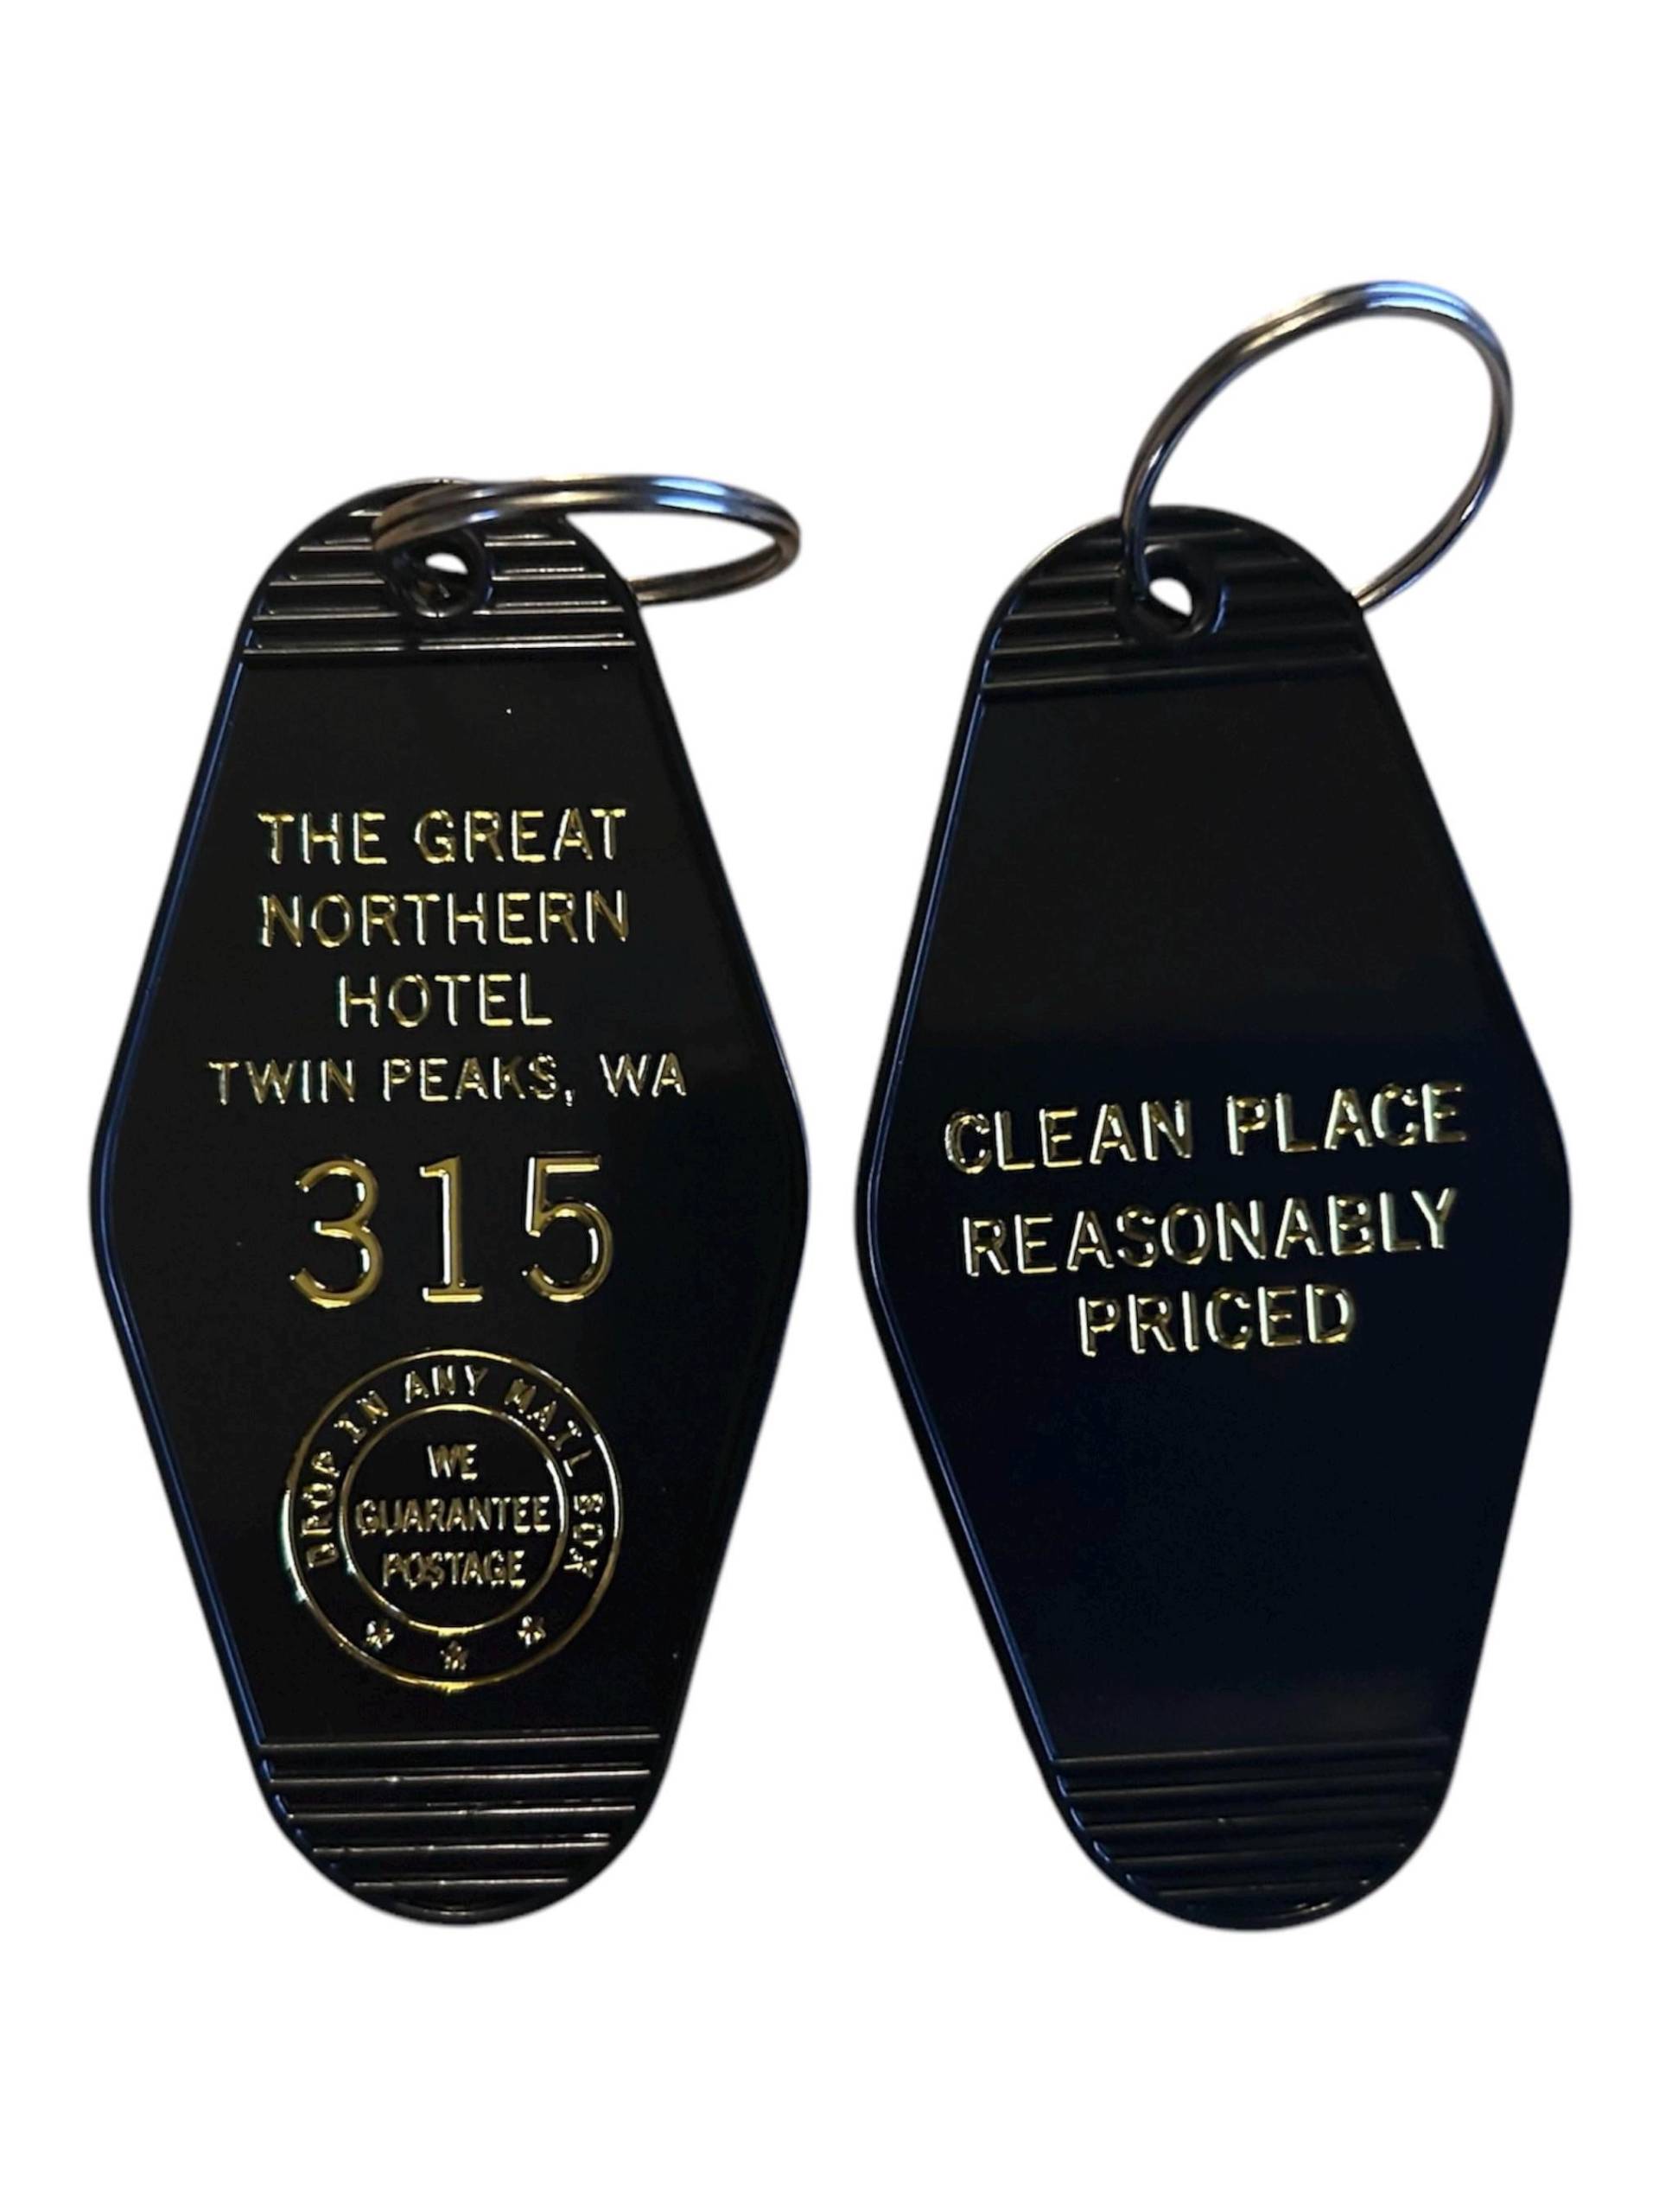 THE GREAT
NORTHERN
HOTEL
TWIN PEAKS, WA
315
DROP IN ANY MAIL BOX
WE
GUARANTEE
POSTAGE
CLEAN PLACE
REASONABLY
PRICED